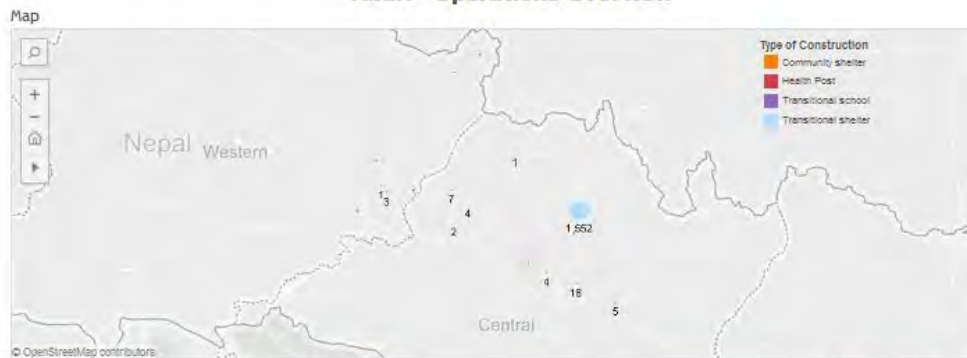 Map
Type of Construction
Community shelter
Health Post
Transitional school
Transitional shelter
Nepal Western
1
1
3
7
4
2
1,552
4
18
5
Central
© OpenStreetMap contributors